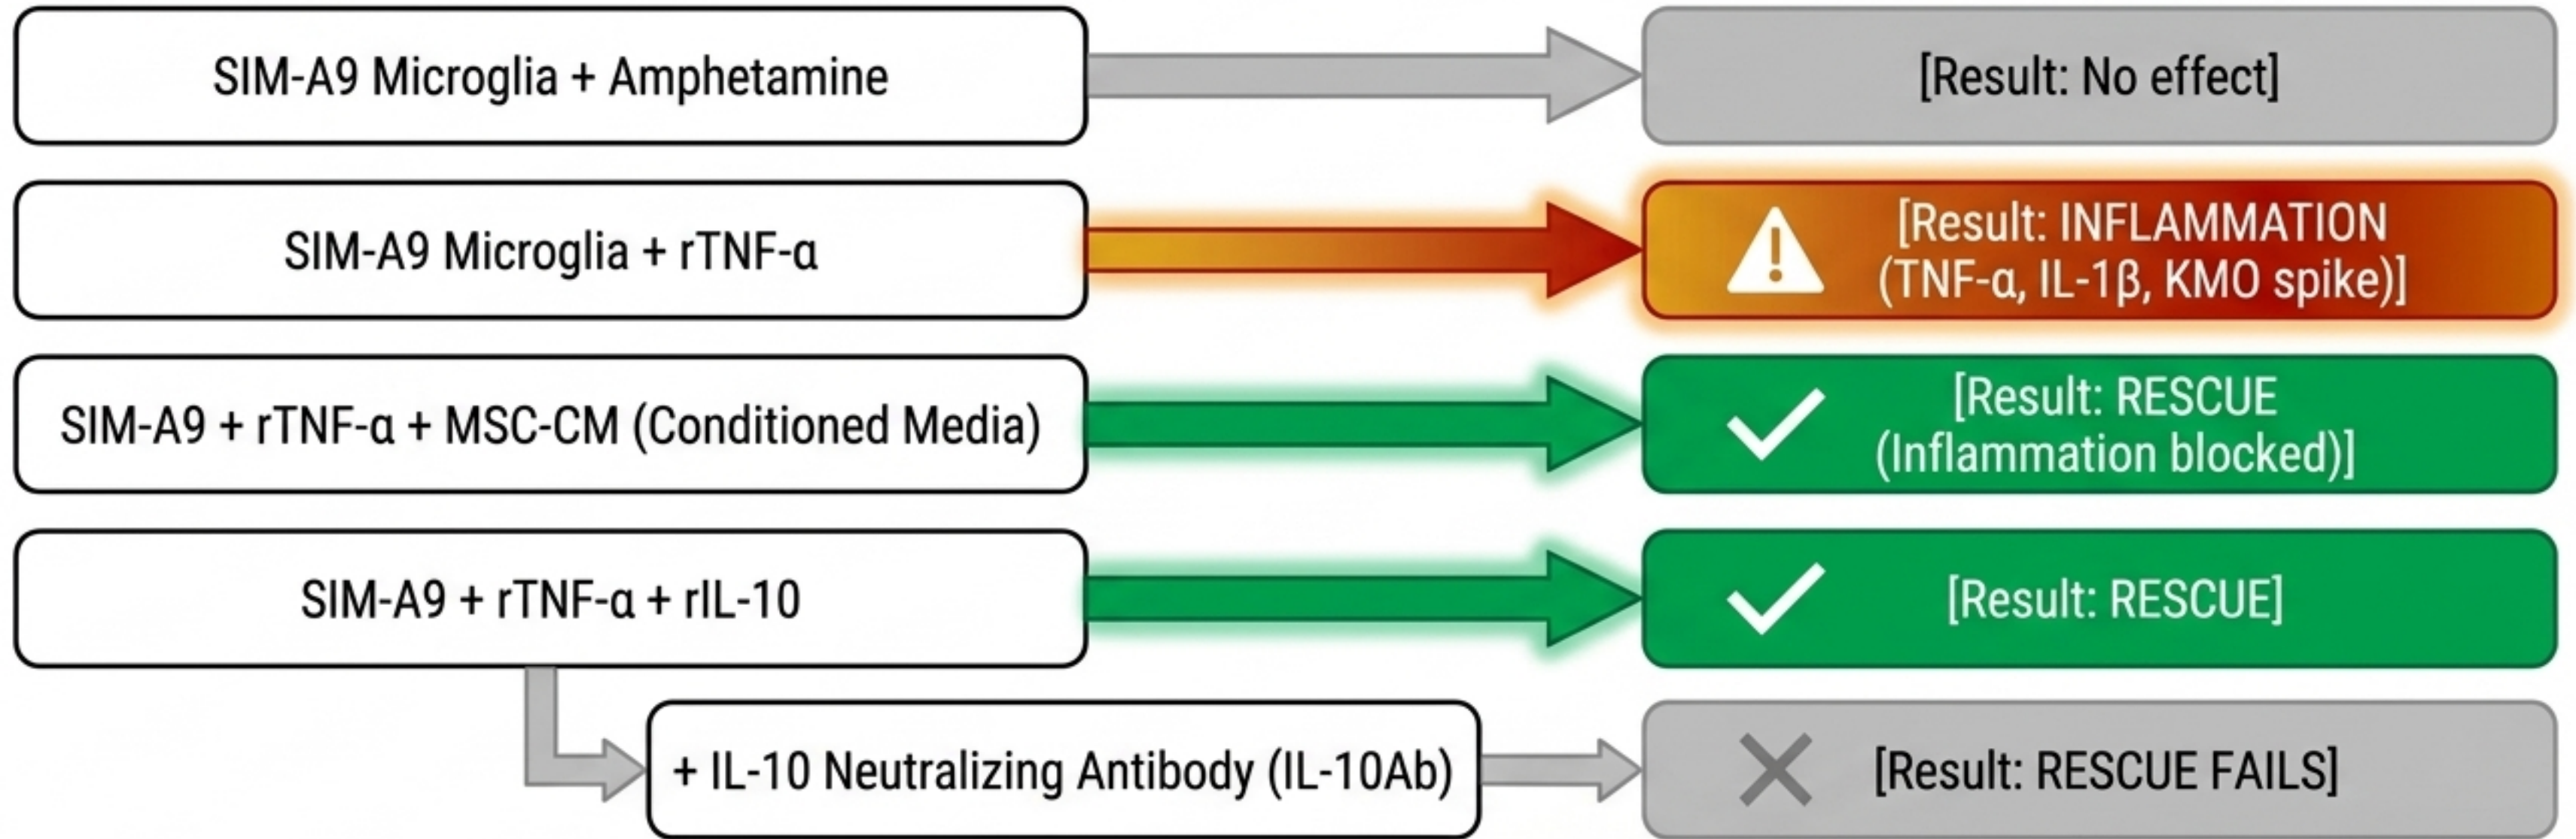 SIM-A9 Microglia + Amphetamine
[Result: No effect]
SIM-A9 Microglia + rTNF-α
[Result: INFLAMMATION
(TNF-α, IL-1β, KMO spike)]
SIM-A9 + rTNF-α + MSC-CM (Conditioned Media)
[Result: RESCUE
(Inflammation blocked)]
SIM-A9 + rTNF-α + rIL-10
[Result: RESCUE]
+ IL-10 Neutralizing Antibody (IL-10Ab)
[Result: RESCUE FAILS]